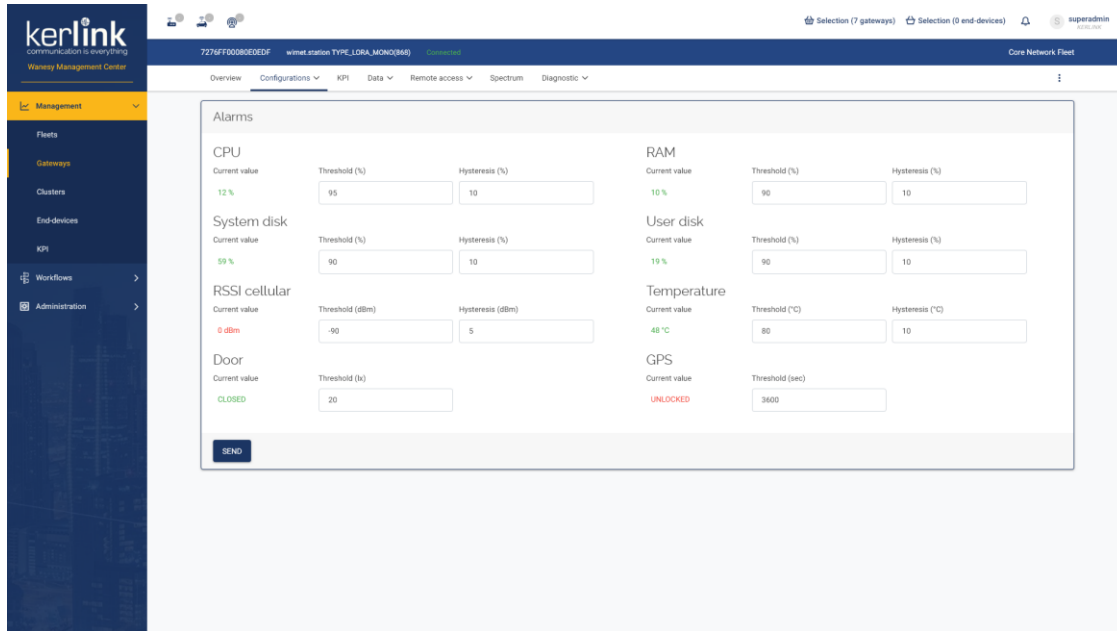 kerlink
communication is everything
Wanesy Management Center
Management
Fleets
Gateways
Clusters
End-devices
KPI
Workflows
Administration
Selection (7 gateways) Selection (0 end-devices) S superadmin
KERLINK
7276FF00080E0EDF wirnet.station TYPE_LORA_MONO(868) Connected Core Network Fleet
Overview Configurations KPI Data Remote access Spectrum Diagnostic
Alarms
CPU RAM
Current value Threshold (%) Hysteresis (%) Current value Threshold (%) Hysteresis (%)
12 % 95 10 10 % 90 10
System disk User disk
Current value Threshold (%) Hysteresis (%) Current value Threshold (%) Hysteresis (%)
59 % 90 10 19 % 90 10
RSSI cellular Temperature
Current value Threshold (dBm) Hysteresis (dBm) Current value Threshold (°C) Hysteresis (°C)
0 dBm -90 5 48 °C 80 10
Door GPS
Current value Threshold (lx) Current value Threshold (sec)
CLOSED 20 UNLOCKED 3600
SEND